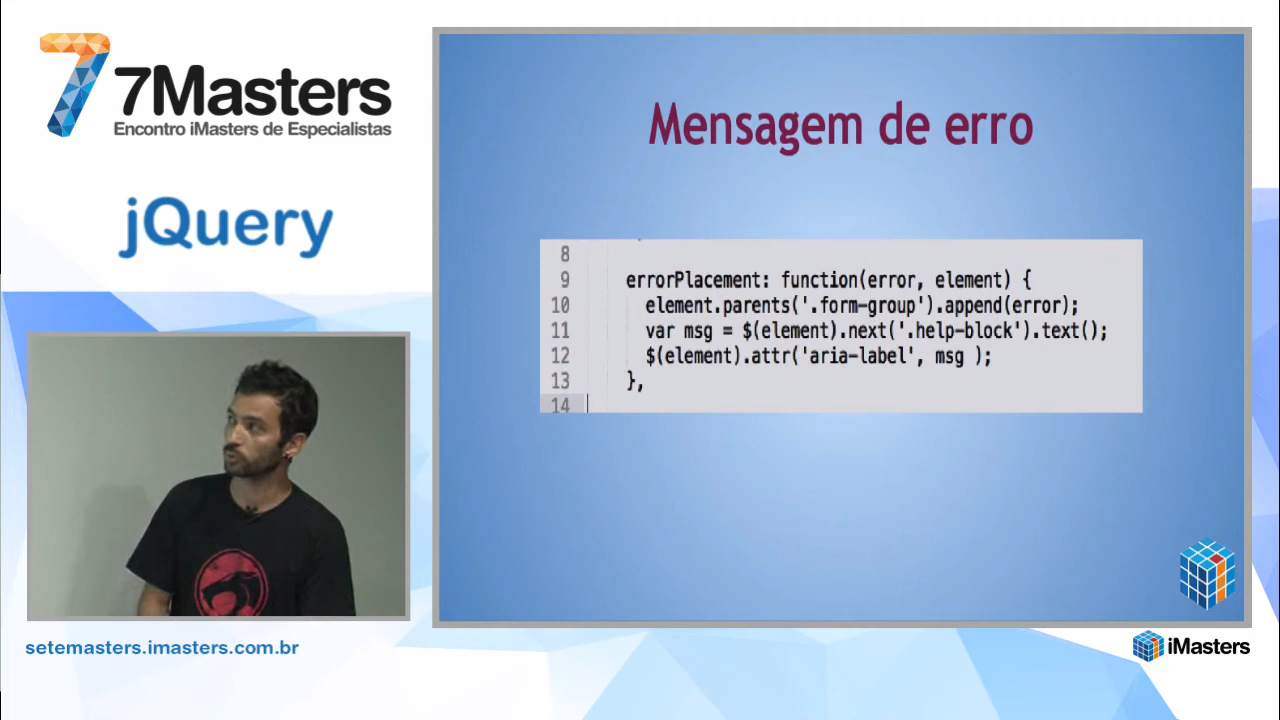 7Masters
Encontro iMasters de Especialistas
jQuery
Mensagem de erro
8
9 errorPlacement: function(error, element) {
10 element.parents('.form-group').append(error);
11 var msg = $(element).next('.help-block').text();
12 $(element).attr('aria-label', msg );
13 },
14
setemasters.imasters.com.br
iMasters